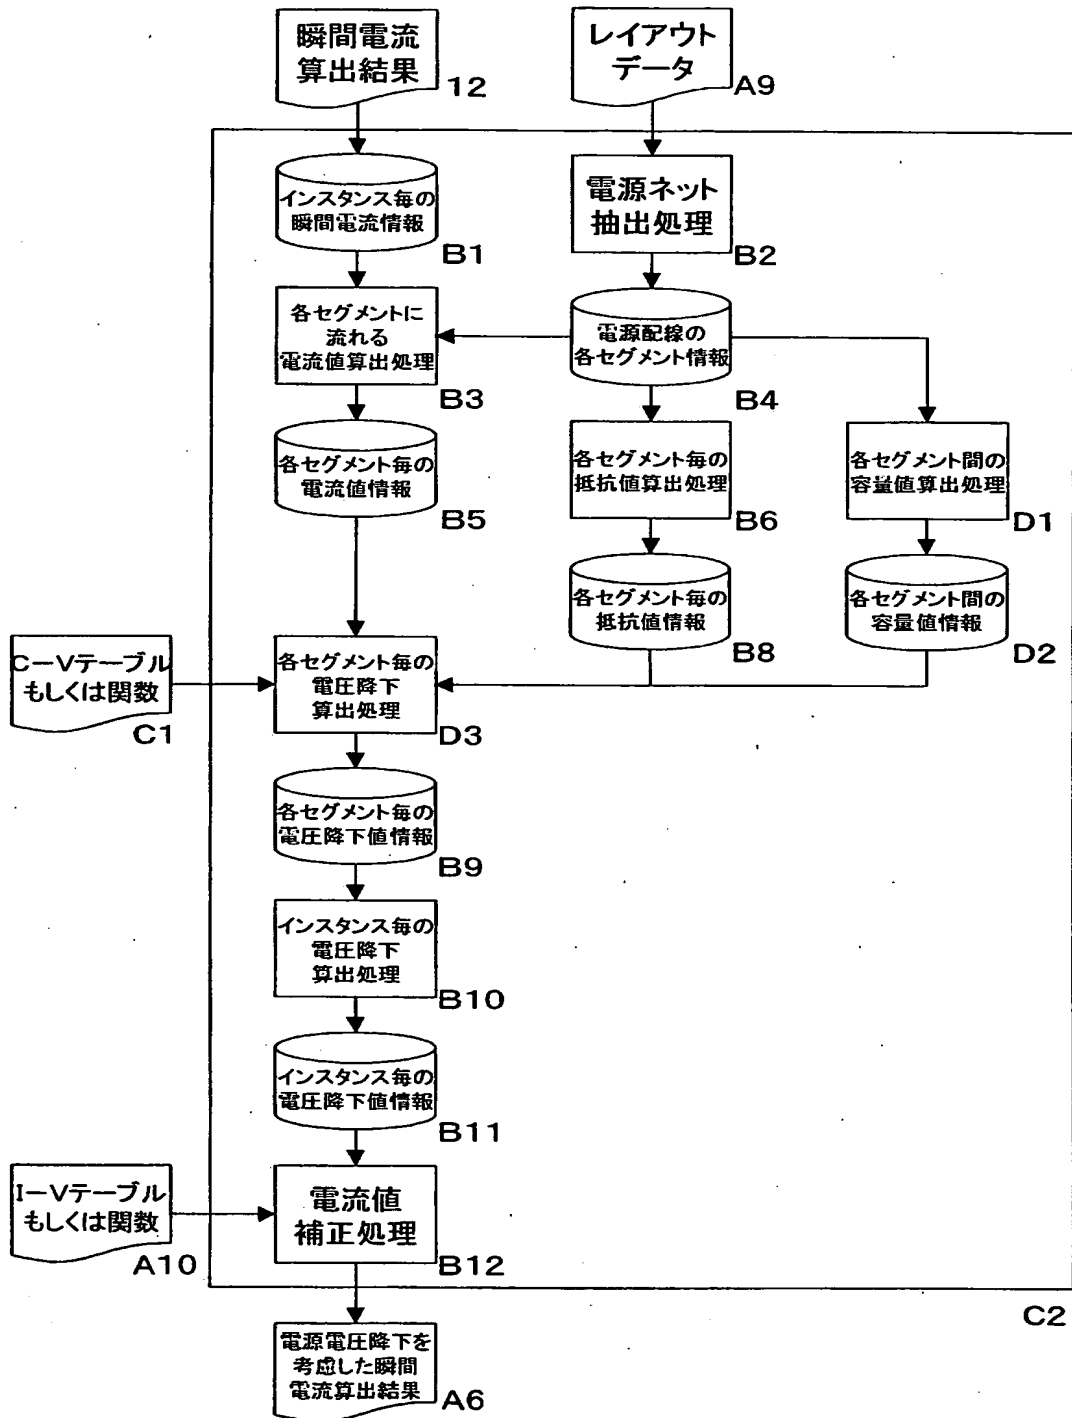 瞬間電流
算出結果
12
レイアウト
データ
A9
インスタンス毎の
瞬間電流情報
B1
電源ネット
抽出処理
B2
各セグメントに
流れる
電流値算出処理
B3
電源配線の
各セグメント情報
B4
各セグメント毎の
電流値情報
B5
各セグメント毎の
抵抗値算出処理
B6
各セグメント間の
容量値算出処理
D1
各セグメント毎の
抵抗値情報
B8
各セグメント間の
容量値情報
D2
C－Vテーブル
もしくは関数
C1
各セグメント毎の
電圧降下
算出処理
D3
各セグメント毎の
電圧降下値情報
B9
インスタンス毎の
電圧降下
算出処理
B10
インスタンス毎の
電圧降下値情報
B11
I－Vテーブル
もしくは関数
A10
電流値
補正処理
B12
C2
電源電圧降下を
考慮した瞬間
電流算出結果
A6